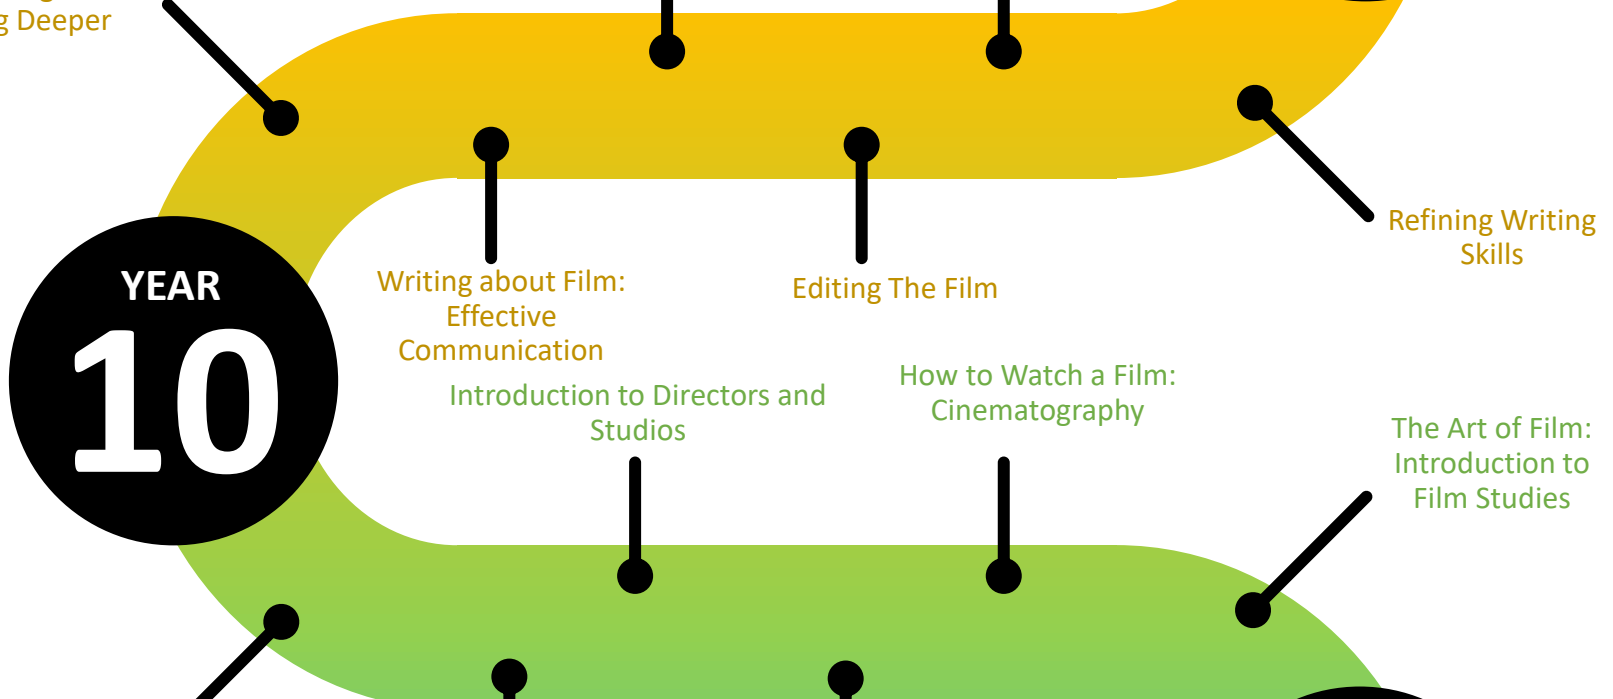 Deeper
Refining Writing
Skills
YEAR
10
Writing about Film:
Effective
Communication
Editing The Film
Introduction to Directors and
Studios
How to Watch a Film:
Cinematography
The Art of Film:
Introduction to
Film Studies